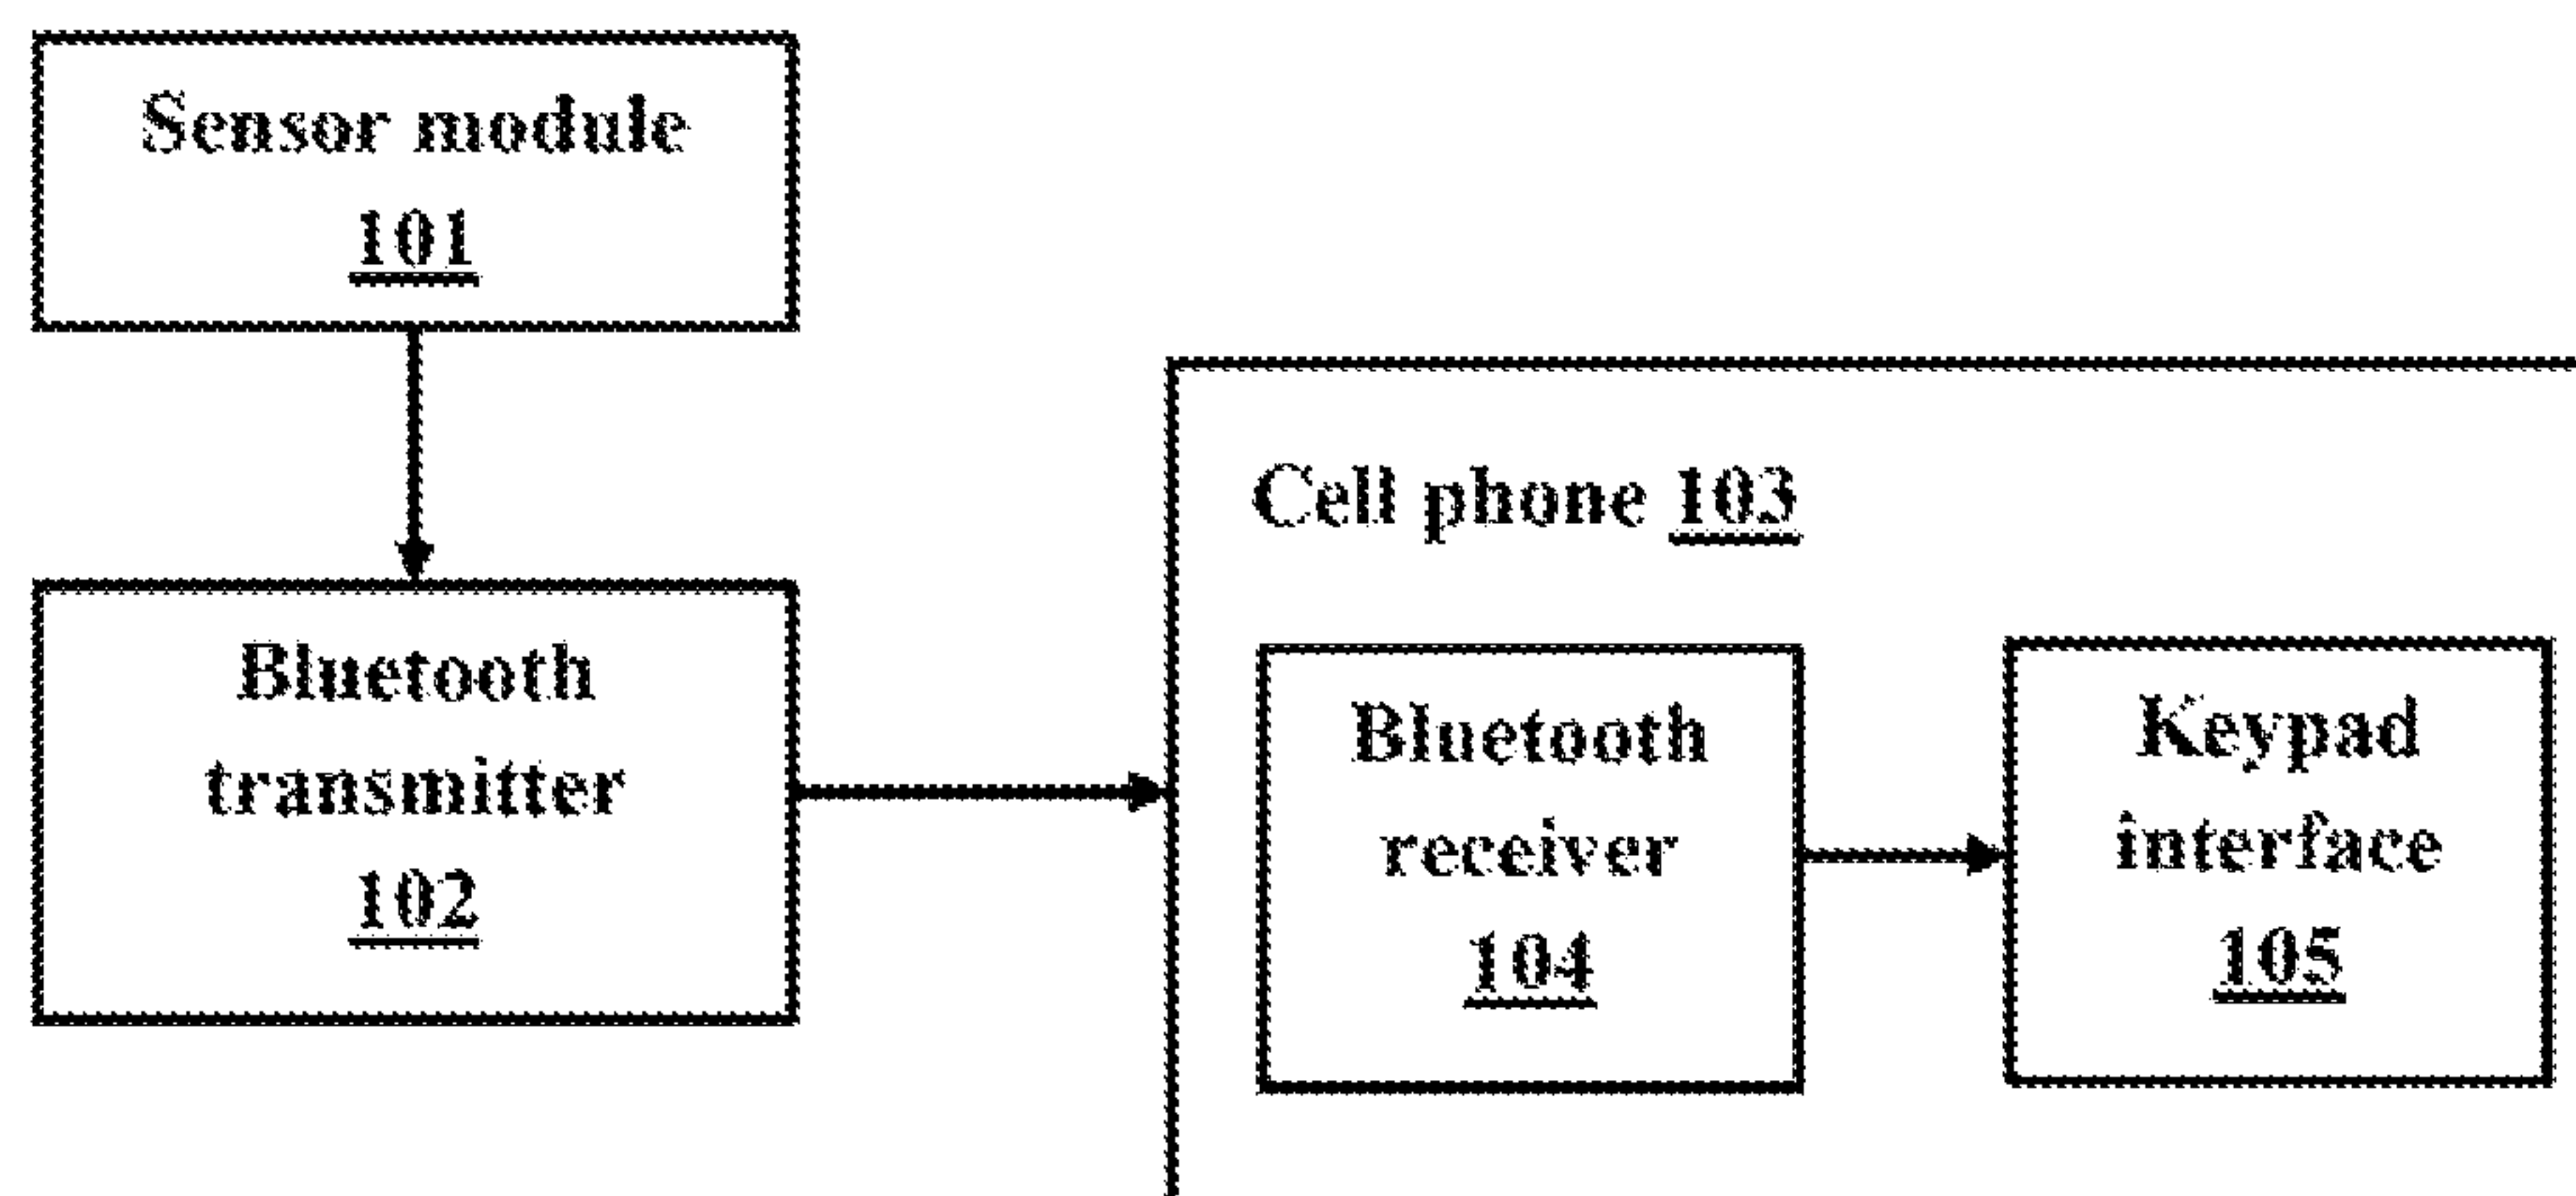 Sensor module
101
Cell phone 103
Bluetooth
transmitter
102
Bluetooth
receiver
104
Keypad
interface
105